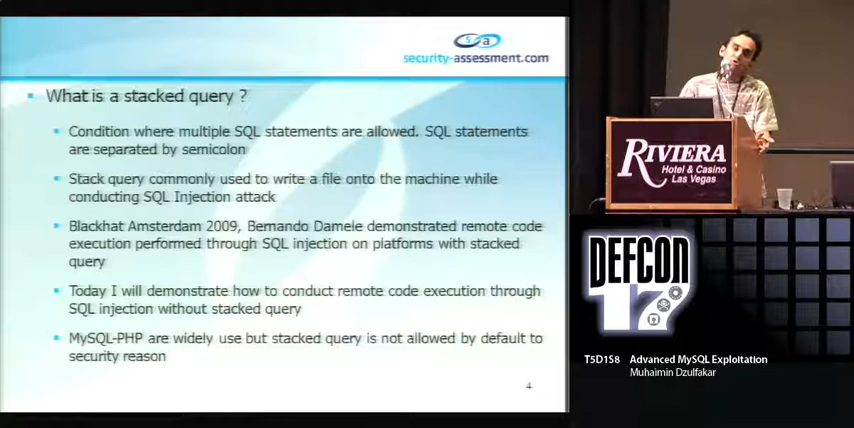 sa
security-assessment.com
What is a stacked query ?
Condition where multiple SQL statements are allowed. SQL statements
are separated by semicolon
Stack query commonly used to write a file onto the machine while
conducting SQL Injection attack
Blackhat Amsterdam 2009, Bernando Damele demonstrated remote code
execution performed through SQL injection on platforms with stacked
query
Today I will demonstrate how to conduct remote code execution through
SQL injection without stacked query
MySQL-PHP are widely use but stacked query is not allowed by default to
security reason
4
RIVIERA
Hotel & Casino
Las Vegas
DEFCON
17
T5D1S8 Advanced MySQL Exploitation
Muhaimin Dzulfakar